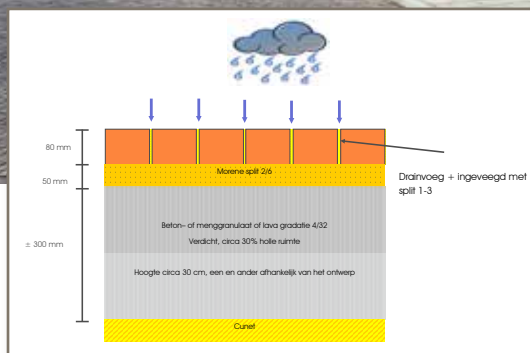 80 mm
Morene split 2/6
50 mm
Drainvoeg + ingeveegd met
split 1-3
Beton- of menggranulaat of lava gradatie 4/32
Verdicht, circa 30% holle ruimte
± 300 mm
Hoogte circa 30 cm, een en ander afhankelijk van het ontwerp
Cunet